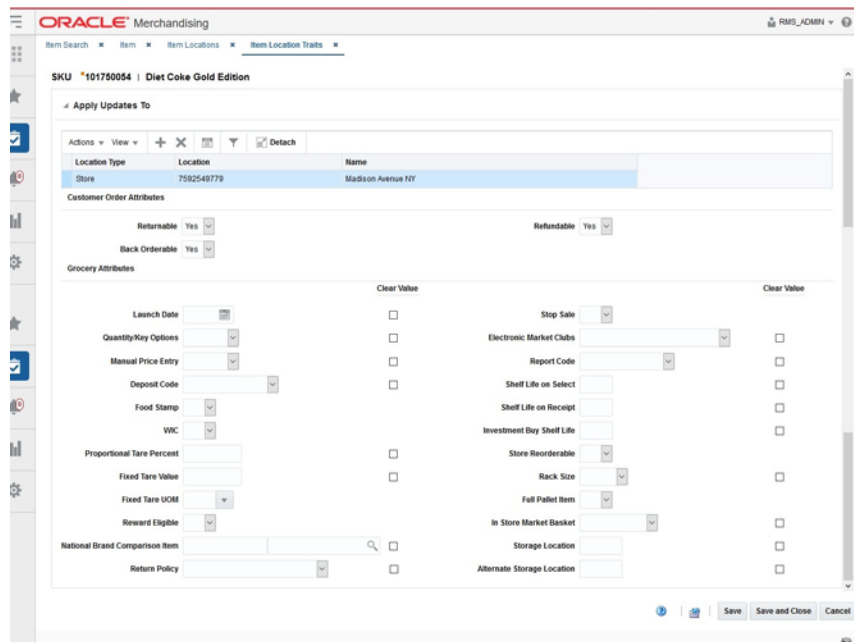 ORACLE Merchandising RMS_ADMIN
Item Search Item Item Locations Item Location Traits
SKU *101750054 | Diet Coke Gold Edition
Apply Updates To
Actions View Detach
Location Type Location Name
Store 7592549779 Madison Avenue NY
Customer Order Attributes
Returnable Yes Refundable Yes
Back Orderable Yes
Grocery Attributes
Clear Value Clear Value
Launch Date Stop Sale
Quantity/Key Options Electronic Market Clubs
Manual Price Entry Report Code
Deposit Code Shelf Life on Select
Food Stamp Shelf Life on Receipt
WIC Investment Buy Shelf Life
Proportional Tare Percent Store Reorderable
Fixed Tare Value Rack Size
Fixed Tare UOM Full Pallet Item
Reward Eligible In Store Market Basket
National Brand Comparison Item Storage Location
Return Policy Alternate Storage Location
Save Save and Close Cancel